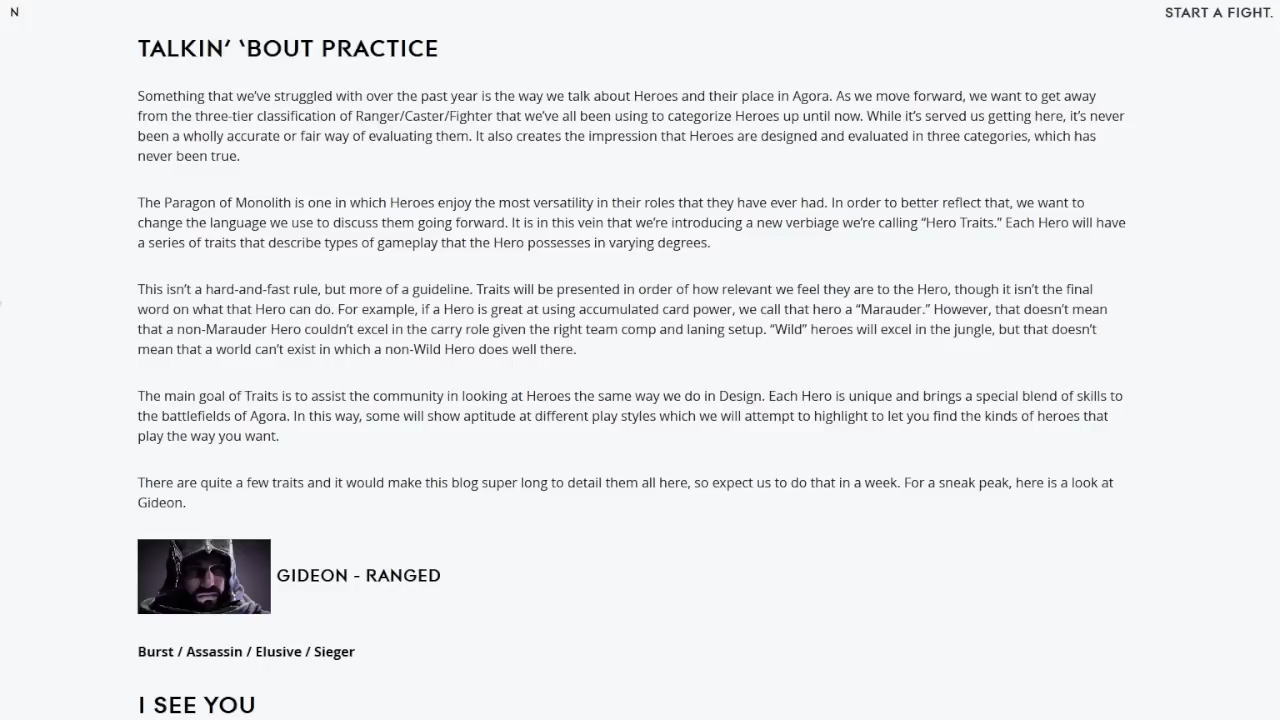 N
START A FIGHT.
TALKIN’ ‘BOUT PRACTICE
Something that we’ve struggled with over the past year is the way we talk about Heroes and their place in Agora. As we move forward, we want to get away
from the three-tier classification of Ranger/Caster/Fighter that we’ve all been using to categorize Heroes up until now. While it’s served us getting here, it’s never
been a wholly accurate or fair way of evaluating them. It also creates the impression that Heroes are designed and evaluated in three categories, which has
never been true.
The Paragon of Monolith is one in which Heroes enjoy the most versatility in their roles that they have ever had. In order to better reflect that, we want to
change the language we use to discuss them going forward. It is in this vein that we’re introducing a new verbiage we’re calling “Hero Traits.” Each Hero will have
a series of traits that describe types of gameplay that the Hero possesses in varying degrees.
This isn’t a hard-and-fast rule, but more of a guideline. Traits will be presented in order of how relevant we feel they are to the Hero, though it isn’t the final
word on what that Hero can do. For example, if a Hero is great at using accumulated card power, we call that hero a “Marauder.” However, that doesn’t mean
that a non-Marauder Hero couldn’t excel in the carry role given the right team comp and laning setup. “Wild” heroes will excel in the jungle, but that doesn’t
mean that a world can’t exist in which a non-Wild Hero does well there.
The main goal of Traits is to assist the community in looking at Heroes the same way we do in Design. Each Hero is unique and brings a special blend of skills to
the battlefields of Agora. In this way, some will show aptitude at different play styles which we will attempt to highlight to let you find the kinds of heroes that
play the way you want.
There are quite a few traits and it would make this blog super long to detail them all here, so expect us to do that in a week. For a sneak peak, here is a look at
Gideon.
GIDEON - RANGED
Burst / Assassin / Elusive / Sieger
I SEE YOU